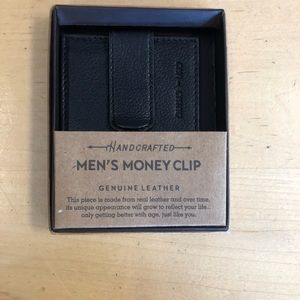 HANDCRAFTED
MEN'S MONEY CLIP
GENUINE LEATHER
This piece is made from real leather and over time,
its unique appearance will grow to reflect your life...
only getting better with age, just like you.